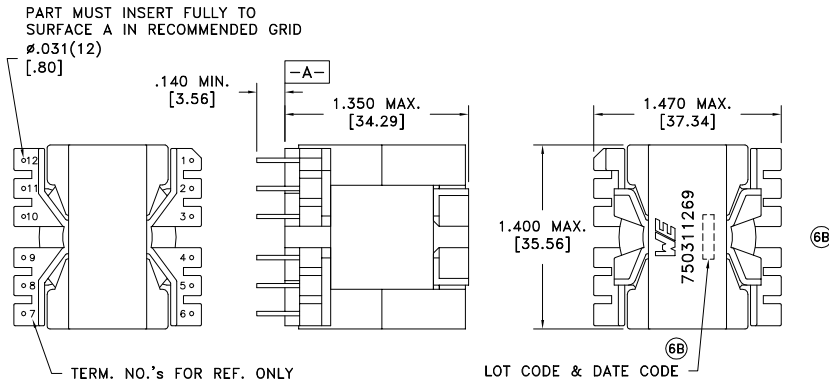 PART MUST INSERT FULLY TO
SURFACE A IN RECOMMENDED GRID
ø.031(12)
[.80]
.140 MIN.
[3.56]
-A-
1.350 MAX.
[34.29]
1.470 MAX.
[37.34]
12
11
10
9
8
7
1
2
3
4
5
6
1.400 MAX.
[35.56]
WE
750311269
6B
6B
TERM. NO.'s FOR REF. ONLY
LOT CODE & DATE CODE